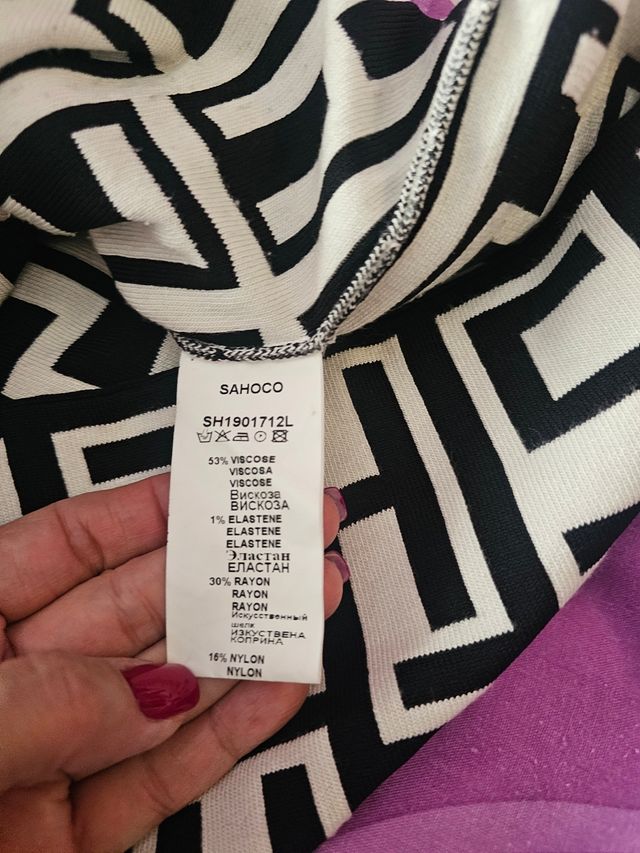 SAHOCO
SH1901712L
53% VISCOSE
VISCOSA
VISCOSE
Вискоза
ВИСКОЗА
1% ELASTENE
ELASTENE
ELASTENE
Эластан
ЕЛАСТАН
30% RAYON
RAYON
RAYON
Искусственный
шелк
ИЗКУСТВЕНА
КОПРИНА
16% NYLON
NYLON